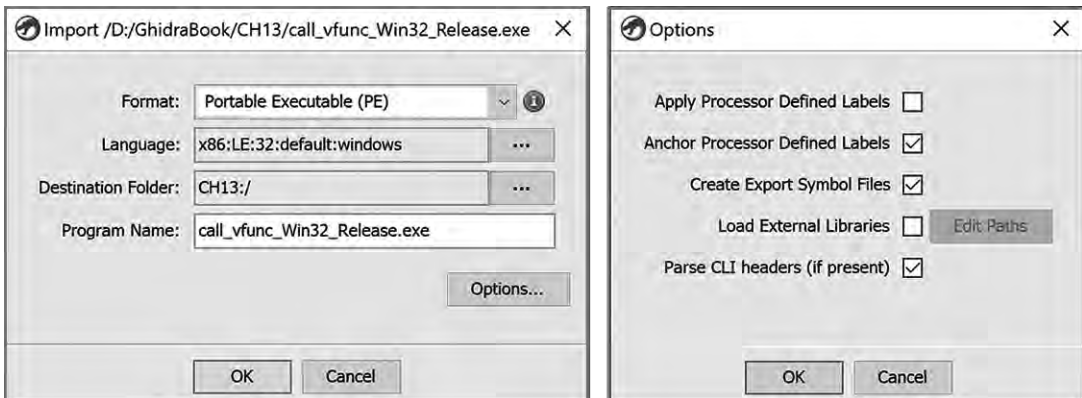 Import /D:/GhidraBook/CH13/call_vfunc_Win32_Release.exe
Format:
Portable Executable (PE)
Language:
x86:LE:32:default:windows
...
Destination Folder:
CH13:/
...
Program Name:
call_vfunc_Win32_Release.exe
Options...
OK
Cancel
Options
Apply Processor Defined Labels
Anchor Processor Defined Labels
Create Export Symbol Files
Load External Libraries
Edit Paths
Parse CLI headers (if present)
OK
Cancel